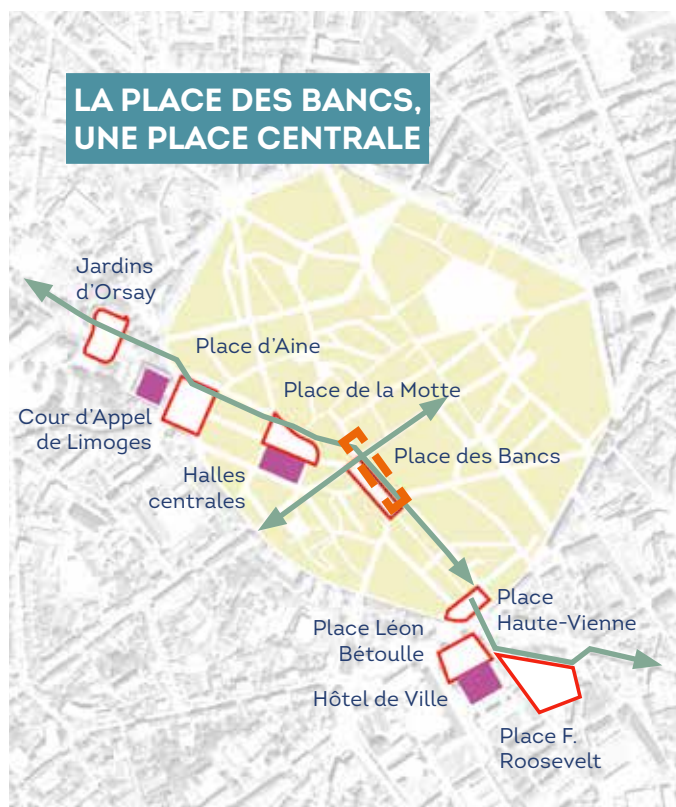 LA PLACE DES BANCS,
UNE PLACE CENTRALE
Jardins
d'Orsay
Place d'Aine
Place de la Motte
Cour d'Appel
de Limoges
Place des Bancs
Halles
centrales
Place
Haute-Vienne
Place Léon
Bétoulle
Hôtel de Ville
Place F.
Roosevelt